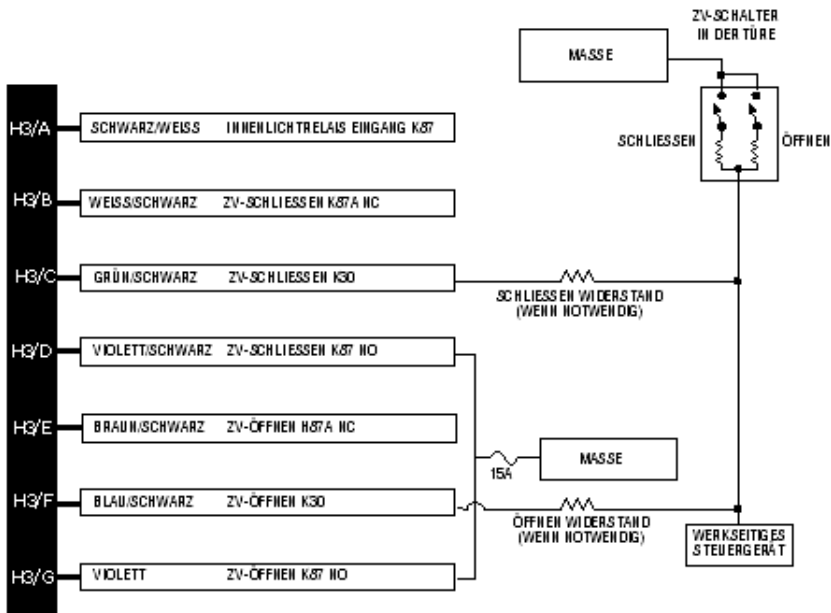 ZV-SCHALTER
IN DER TÜRE
MASSE
H3/A SCHWARZ/WEISS INNENLICHTRELAIS EINGANG K87
SCHLIESSEN
ÖFFNEN
H3/B WEISS/SCHWARZ ZV-SCHLIESSEN K87A NC
H3/C GRÜN/SCHWARZ ZV-SCHLIESSEN K30
SCHLIESSEN WIDERSTAND
(WENN NOTWENDIG)
H3/D VIOLETT/SCHWARZ ZV-SCHLIESSEN K87 NO
H3/E BRAUN/SCHWARZ ZV-ÖFFNEN H87A NC
15A
MASSE
H3/F BLAU/SCHWARZ ZV-ÖFFNEN K30
ÖFFNEN WIDERSTAND
(WENN NOTWENDIG)
WERKSEITIGES
STEUERGERÄT
H3/G VIOLETT ZV-ÖFFNEN K87 NO